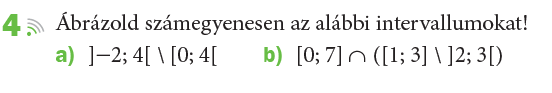 4 Ábrázold számegyenesen az alábbi intervallumokat!
a) ]−2; 4[ \ [0; 4[ b) [0; 7] ∩ ([1; 3] \ ]2; 3[)